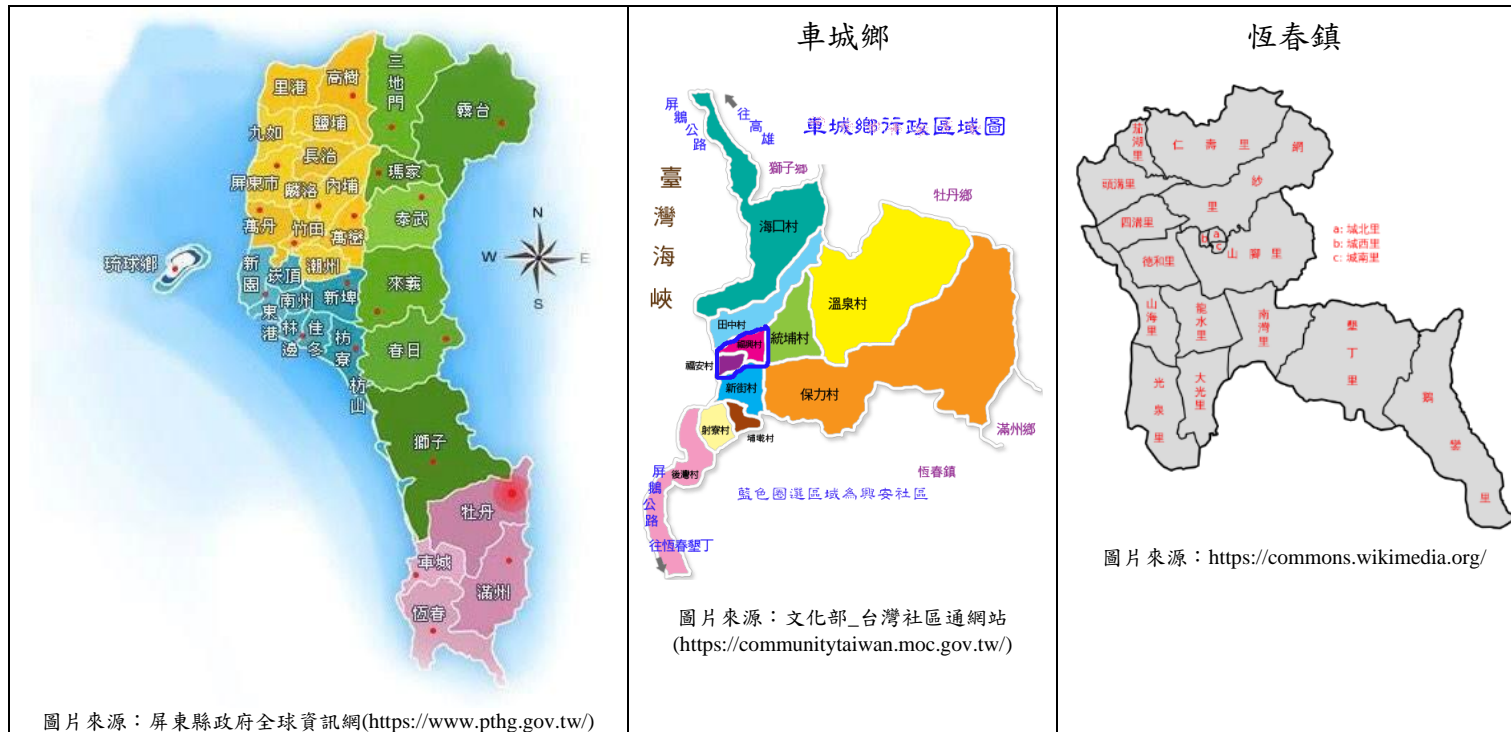 三地門
高樹
里港
霧台
鹽埔
九如
長治
瑪家
屏東市
麟洛
內埔
泰武
萬丹
竹田
萬巒
潮州
琉球鄉
新園
崁頂
來義
南州
新埤
東港
林邊
佳冬
枋寮
春日
枋山
獅子
牡丹
車城
滿州
恆春
N
W
E
S
圖片來源：屏東縣政府全球資訊網(https://www.pthg.gov.tw/)
車城鄉
屏鵝公路
往高雄
車城鄉行政區域圖
臺灣海峽
獅子鄉
牡丹鄉
海口村
溫泉村
田中村
統埔村
福興村
福安村
新街村
保力村
射寮村
埔墘村
滿州鄉
後灣村
恆春鎮
屏鵝公路
藍色圈選區域為興安社區
往恆春墾丁
圖片來源：文化部_台灣社區通網站
(https://communitytaiwan.moc.gov.tw/)
恆春鎮
茄湖里
仁壽里
網紗里
頭溝里
四溝里
a
b
c
a: 城北里
b: 城西里
c: 城南里
德和里
山腳里
山海里
龍水里
南灣里
墾丁里
鵝鑾里
光泉里
大光里
圖片來源：https://commons.wikimedia.org/